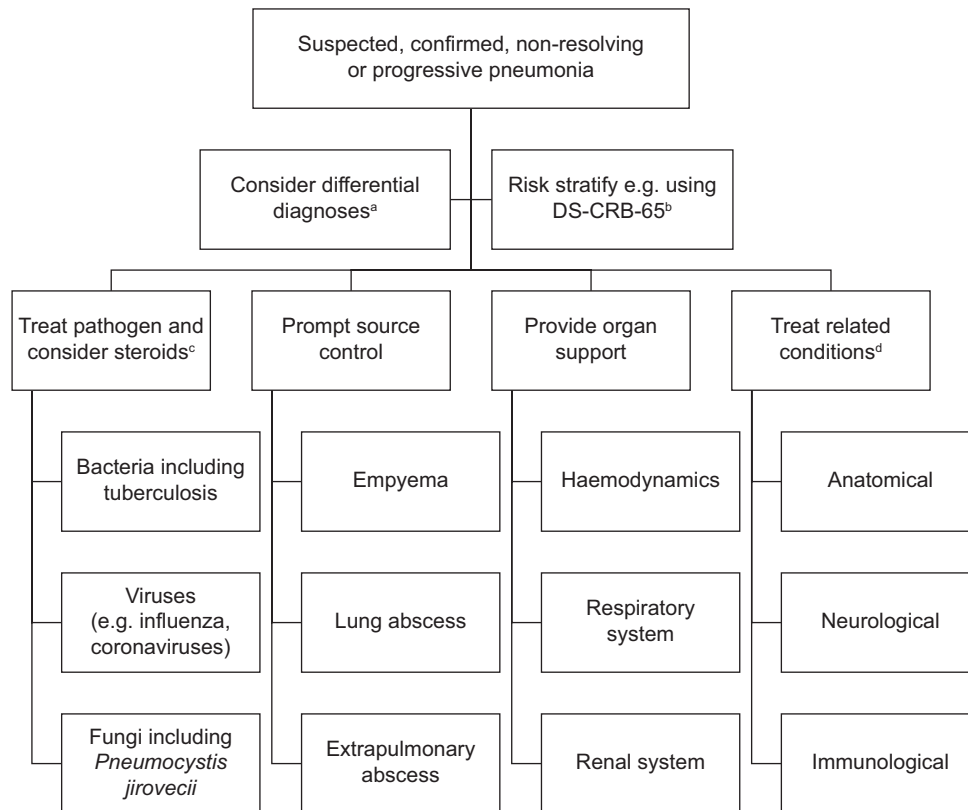 Suspected, confirmed, non-resolving
or progressive pneumonia
Consider differential
diagnosesᵃ
Risk stratify e.g. using
DS-CRB-65ᵇ
Treat pathogen and
consider steroidsᶜ
Prompt source
control
Provide organ
support
Treat related
conditionsᵈ
Bacteria including
tuberculosis
Empyema
Haemodynamics
Anatomical
Viruses
(e.g. influenza,
coronaviruses)
Lung abscess
Respiratory
system
Neurological
Fungi including
Pneumocystis
jirovecii
Extrapulmonary
abscess
Renal system
Immunological